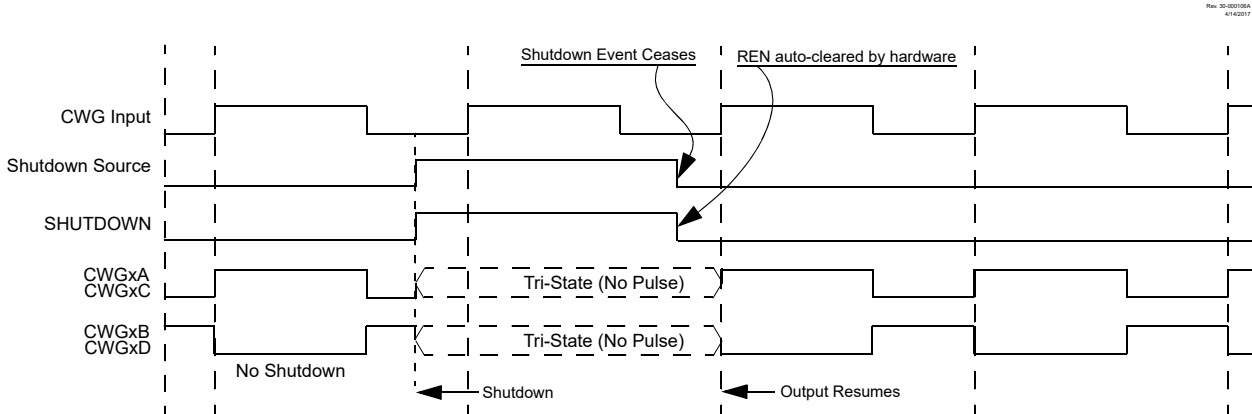 Rev. 30-000106A
4/14/2017
Shutdown Event Ceases
REN auto-cleared by hardware
CWG Input
Shutdown Source
SHUTDOWN
CWGxA
CWGxC
Tri-State (No Pulse)
CWGxB
CWGxD
Tri-State (No Pulse)
No Shutdown
Shutdown
Output Resumes